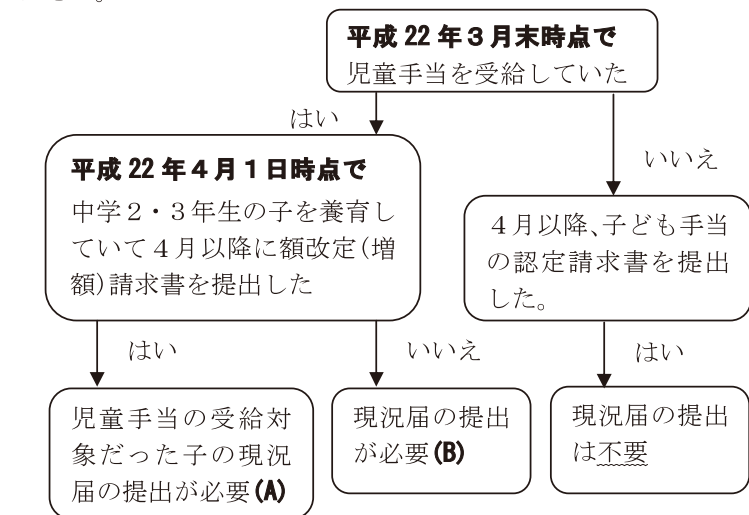 平成 22 年３月末時点で
児童手当を受給していた
はい
いいえ
平成 22 年４月１日時点で
中学２・３年生の子を養育し
ていて４月以降に額改定(増
額)請求書を提出した
４月以降、子ども手当
の認定請求書を提出
した。
はい
いいえ
はい
児童手当の受給対
象だった子の現況
届の提出が必要(A)
現況届の提出
が必要(B)
現況届の提出
は不要